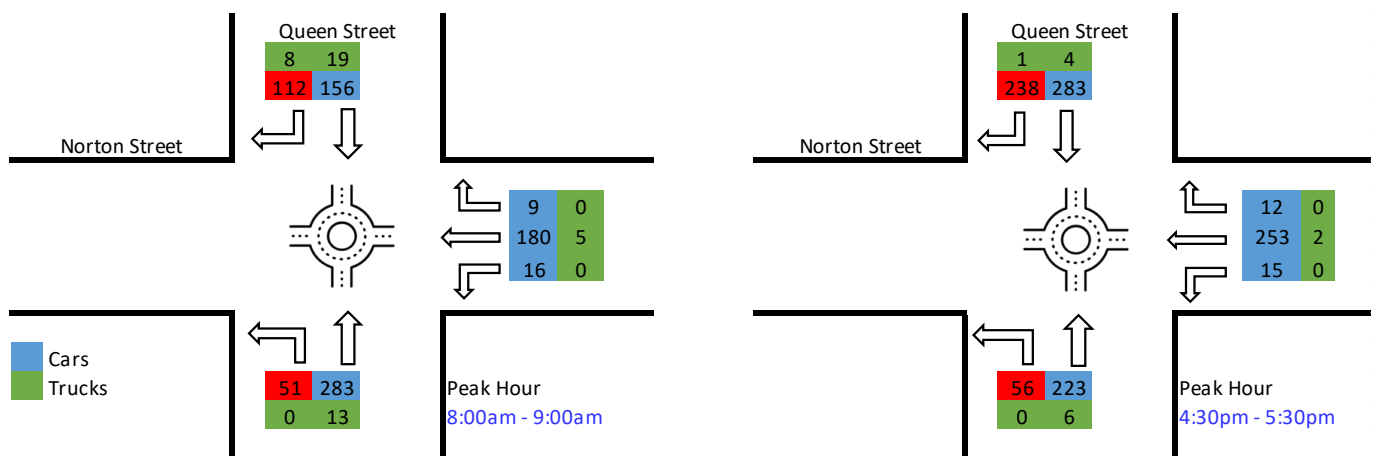 Queen Street
8 19
112 156
Norton Street
9 0
180 5
16 0
Cars
Trucks
51 283
0 13
Peak Hour
8:00am - 9:00am
Queen Street
1 4
238 283
Norton Street
12 0
253 2
15 0
56 223
0 6
Peak Hour
4:30pm - 5:30pm